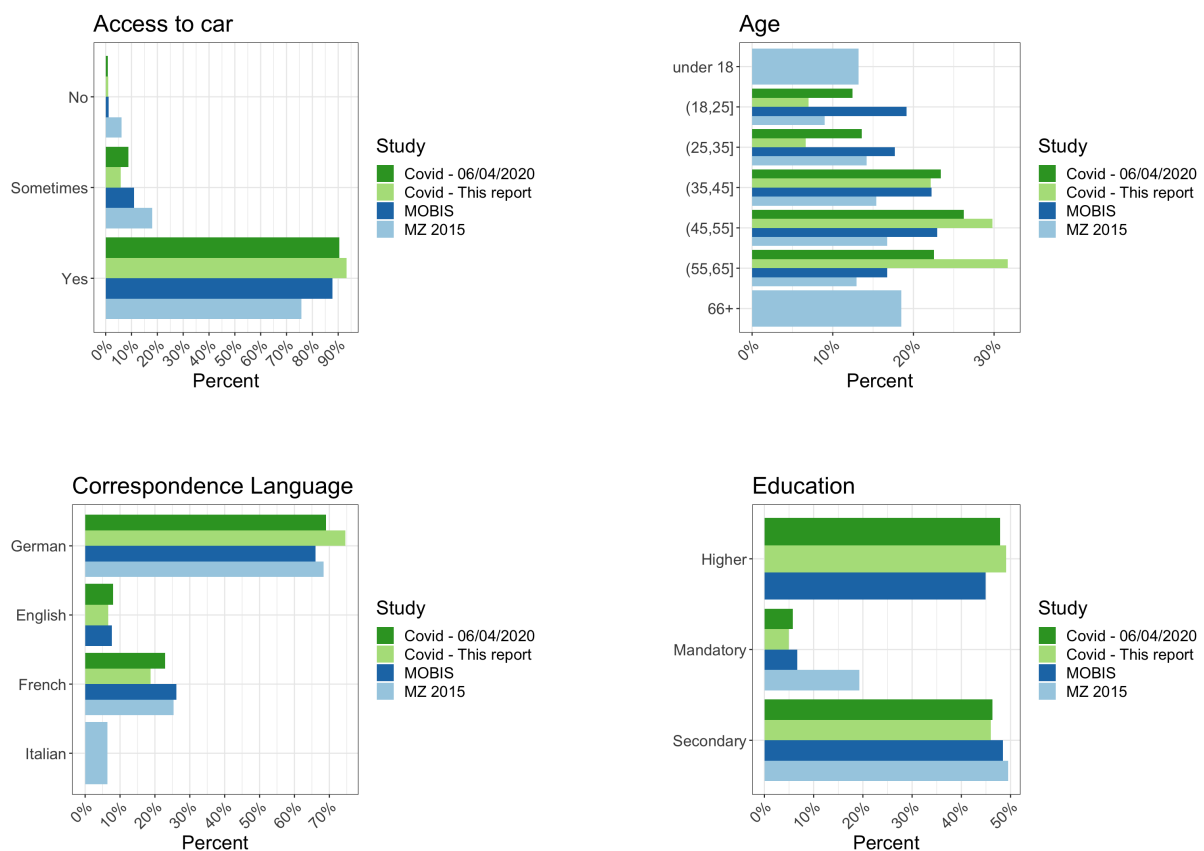 Access to car
No
Sometimes
Yes
0% 10% 20% 30% 40% 50% 60% 70% 80% 90%
Percent
Study
Covid - 06/04/2020
Covid - This report
MOBIS
MZ 2015
Age
under 18
(18,25]
(25,35]
(35,45]
(45,55]
(55,65]
66+
0% 10% 20% 30%
Percent
Study
Covid - 06/04/2020
Covid - This report
MOBIS
MZ 2015
Correspondence Language
German
English
French
Italian
0% 10% 20% 30% 40% 50% 60% 70%
Percent
Study
Covid - 06/04/2020
Covid - This report
MOBIS
MZ 2015
Education
Higher
Mandatory
Secondary
0% 10% 20% 30% 40% 50%
Percent
Study
Covid - 06/04/2020
Covid - This report
MOBIS
MZ 2015